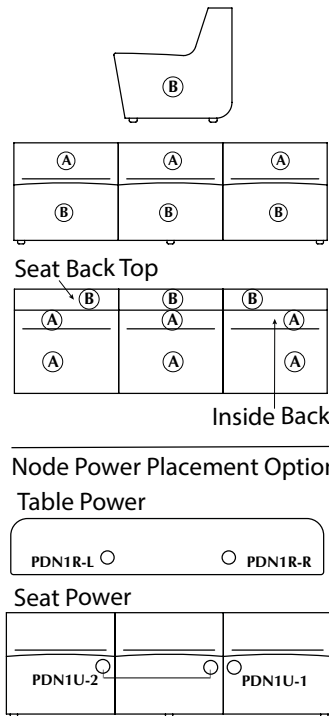 B
A A A
B B B
Seat Back Top
B B B
A A A
A A A
Inside Back
Node Power Placement Option
Table Power
PDN1R-L PDN1R-R
Seat Power
PDN1U-2 PDN1U-1